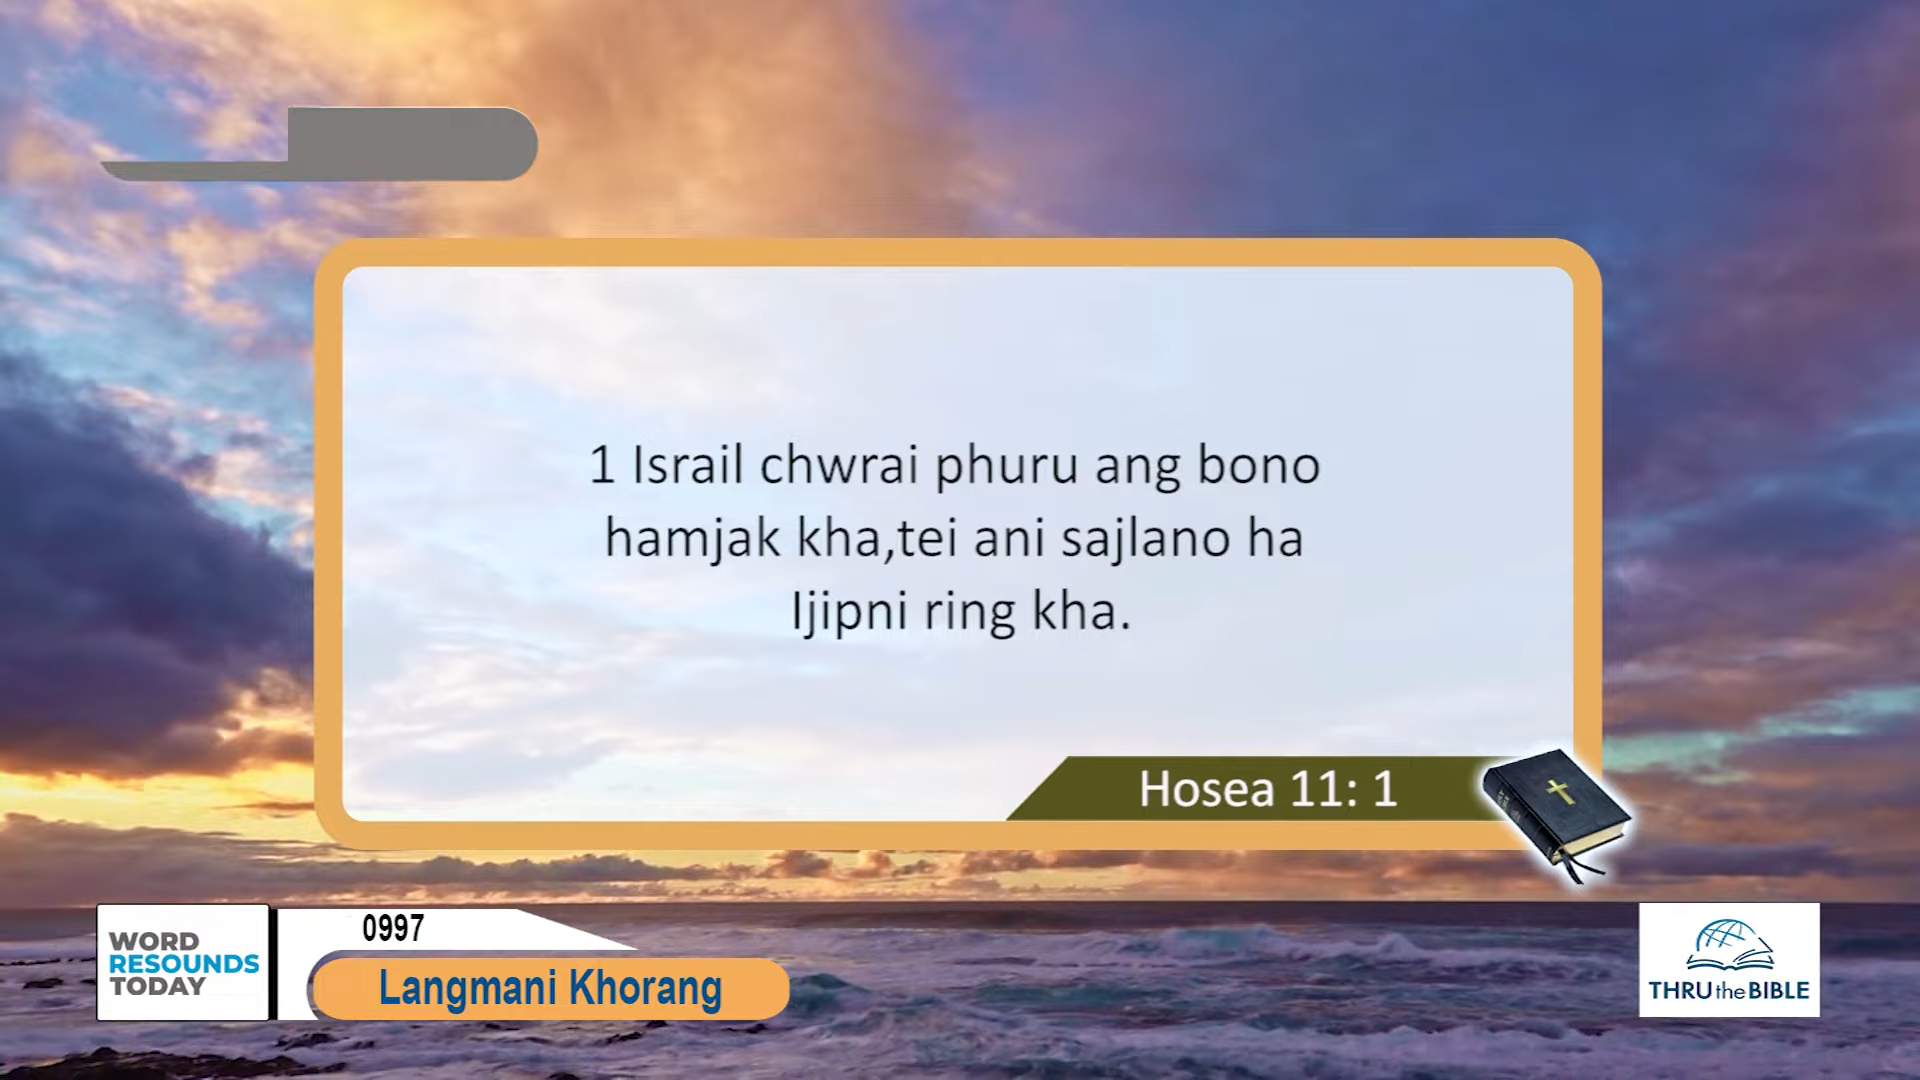 1 Israil chwrai phuru ang bono
hamjak kha,tei ani sajlano ha
Ijipni ring kha.
Hosea 11: 1
0997
Langmani Khorang
WORD
RESOUNDS
TODAY
THRU the BIBLE